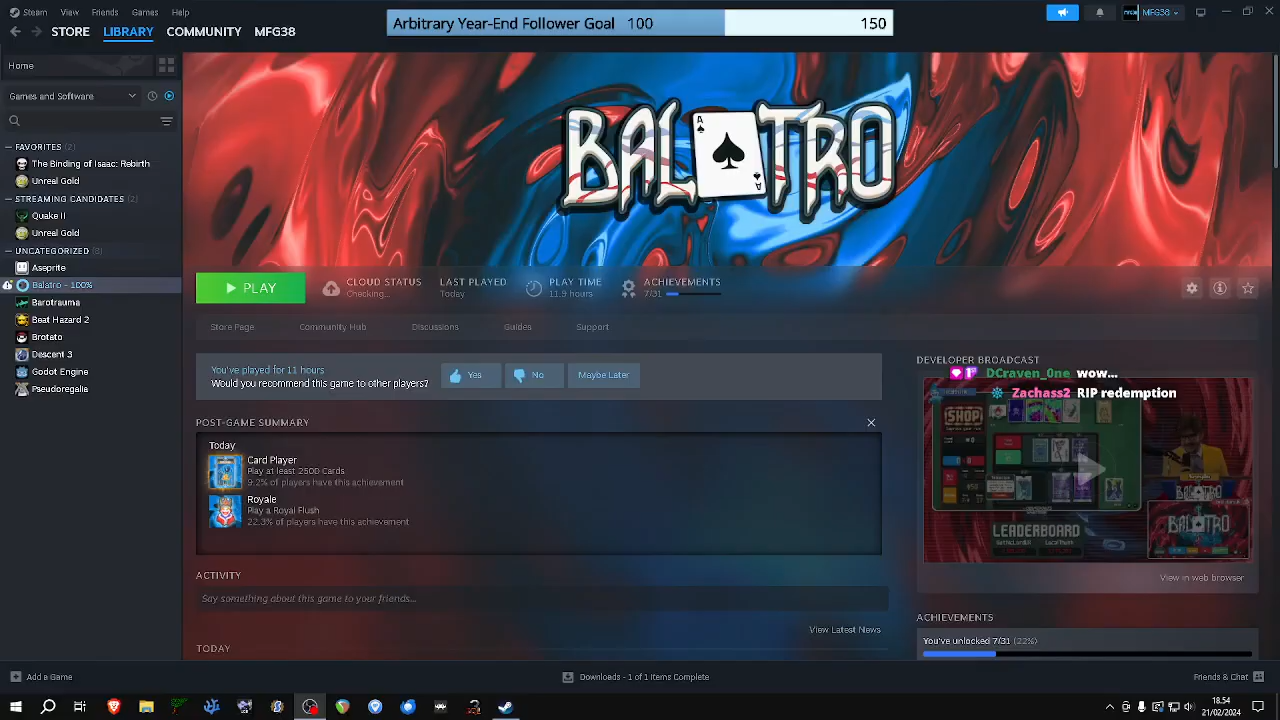 Steam View Friends Games Help
Arbitrary Year-End Follower Goal 100 150
MFG38
STORE LIBRARY COMMUNITY MFG38
Home
Games and Software
FAVORITES (2)
The Binding of Isaac: Rebirth
Unreal Gold
STREAMING CANDIDATES (2)
Quake II
Unreal Gold
UNCATEGORIZED (8)
Aseprite
Balatro - 100%
Barotrauma
Beat Hazard 2
Brotato
Descent 3
Godot Engine
Pseudoregalia
BALATRO
A
A
PLAY
CLOUD STATUS
Checking...
LAST PLAYED
Today
PLAY TIME
11.9 hours
ACHIEVEMENTS
7/31
Store Page Community Hub Discussions Guides Support
You've played for 11 hours
Would you recommend this game to other players?
Yes No Maybe Later
POST-GAME SUMMARY
Today
Card Player
Play at least 2500 Cards
9.2% of players have this achievement
Royale
Play a Royal Flush
22.3% of players have this achievement
ACTIVITY
Say something about this game to your friends...
View Latest News
TODAY
DEVELOPER BROADCAST
DCraven_0ne wow...
Zachass2 RIP redemption
SHOP
LEADERBOARD
BALATRO
BALATRO
View in web browser
ACHIEVEMENTS
You've unlocked 7/31 (22%)
Add a Game
Downloads - 1 of 1 Items Complete
Friends & Chat
18.54
21/02/2024